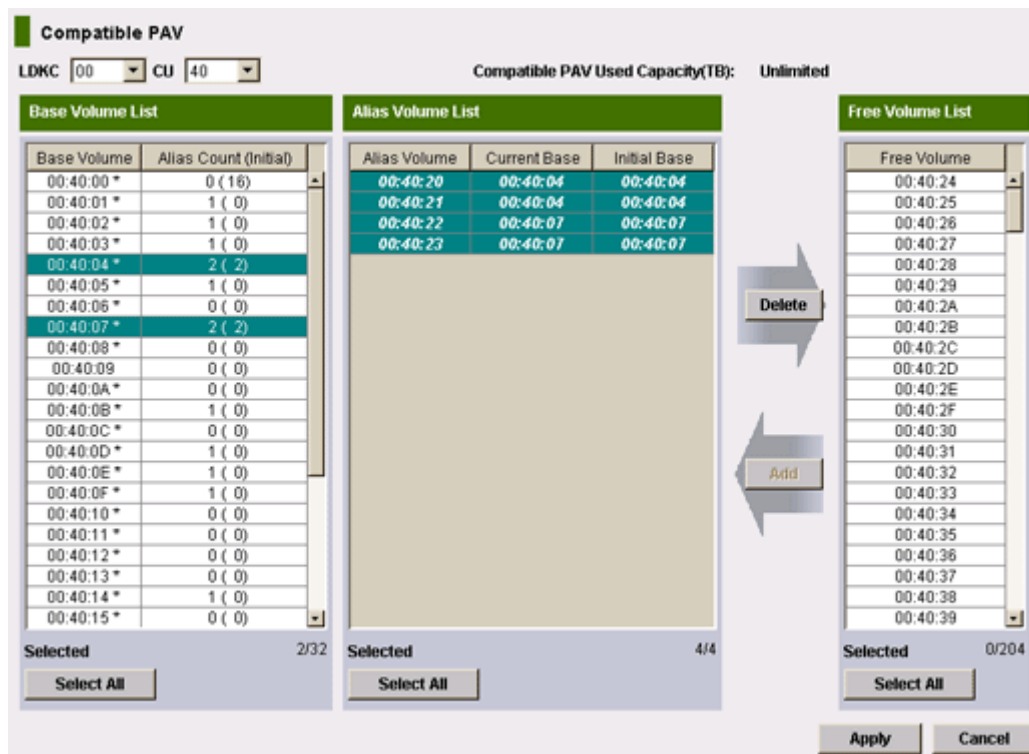 Compatible PAV
LDKC 00 CU 40 Compatible PAV Used Capacity(TB): Unlimited
Base Volume List
Base Volume Alias Count (Initial)
00:40:00 * 0 ( 16)
00:40:01 * 1 ( 0)
00:40:02 * 1 ( 0)
00:40:03 * 1 ( 0)
00:40:04 * 2 ( 2)
00:40:05 * 1 ( 0)
00:40:06 0 ( 0)
00:40:07 * 2 ( 2)
00:40:08 * 0 ( 0)
00:40:09 0 ( 0)
00:40:0A * 0 ( 0)
00:40:0B * 1 ( 0)
00:40:0C * 0 ( 0)
00:40:0D * 1 ( 0)
00:40:0E * 1 ( 0)
00:40:0F * 1 ( 0)
00:40:10 * 0 ( 0)
00:40:11 * 0 ( 0)
00:40:12 * 0 ( 0)
00:40:13 * 0 ( 0)
00:40:14 * 1 ( 0)
00:40:15 * 0 ( 0)
Selected 2/32
Select All
Alias Volume List
Alias Volume Current Base Initial Base
00:40:20 00:40:04 00:40:04
00:40:21 00:40:04 00:40:04
00:40:22 00:40:07 00:40:07
00:40:23 00:40:07 00:40:07
Selected 4/4
Select All
Delete
Add
Free Volume List
Free Volume
00:40:24
00:40:25
00:40:26
00:40:27
00:40:28
00:40:29
00:40:2A
00:40:2B
00:40:2C
00:40:2D
00:40:2E
00:40:2F
00:40:30
00:40:31
00:40:32
00:40:33
00:40:34
00:40:35
00:40:36
00:40:37
00:40:38
00:40:39
Selected 0/204
Select All
Apply Cancel